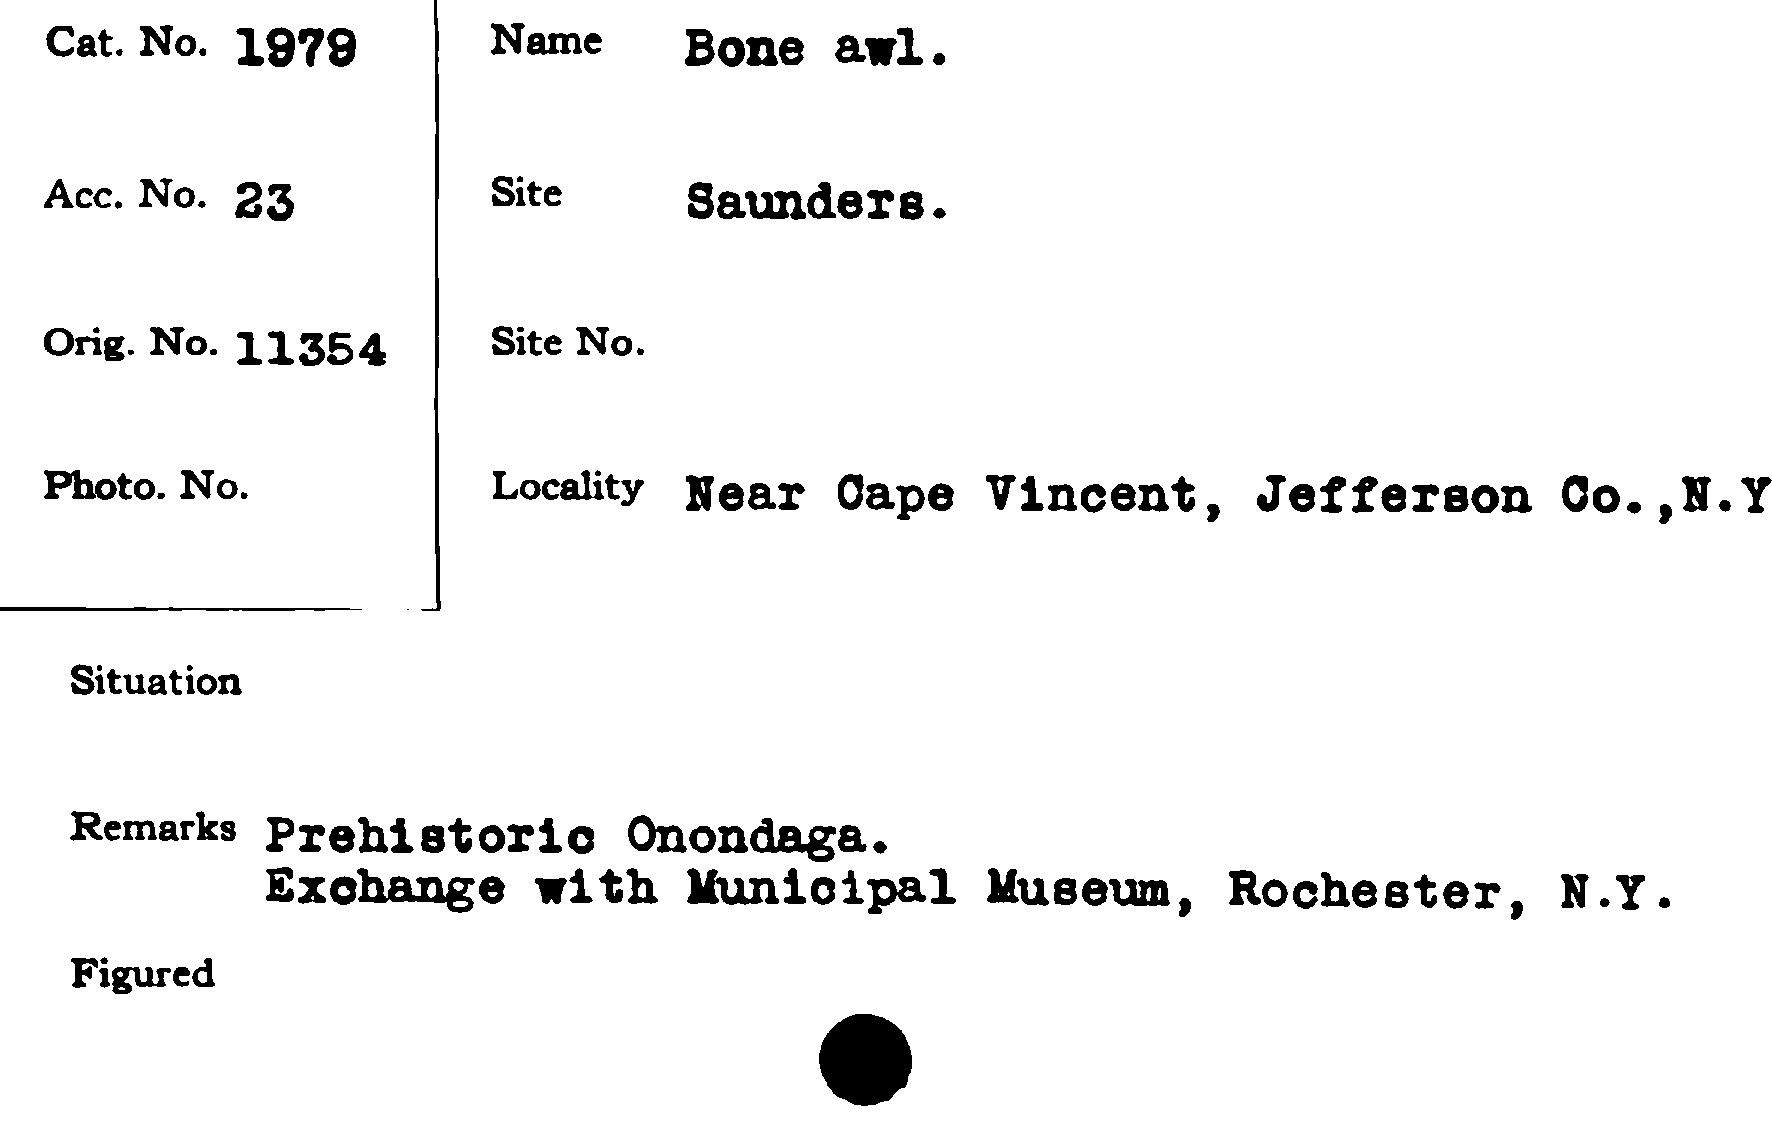 Cat. No. 1979
Name Bone awl.
Acc. No. 23
Site Saunders.
Orig. No. 11354
Site No.
Photo. No.
Locality Near Cape Vincent, Jefferson Co.,N.Y
Situation
Remarks Prehistoric Onondaga.
Exchange with Municipal Museum, Rochester, N.Y.
Figured